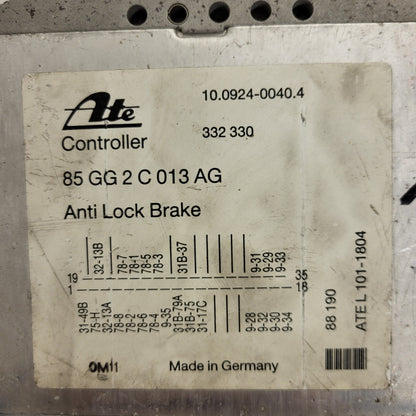 Ate
10.0924-0040.4
Controller
332 330
85 GG 2 C 013 AG
Anti Lock Brake
32-13B
78-7
78-1
78-5
78-3
31B-37
9-31
9-29
9-33
19
35
1
18
31-49B
75-H
32-13A
78-8
78-2
78-6
78-4
9-35
31B-79A
31B-75
31-17C
9-28
9-32
9-30
9-34
88 190
ATE L 101-1804
0M11
Made in Germany